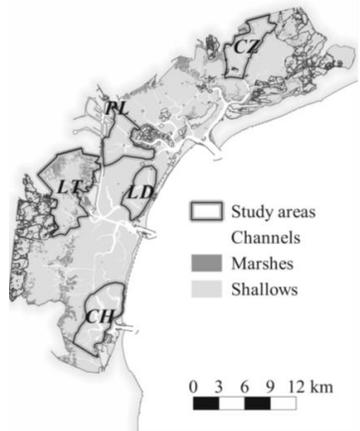 CZ
PL
LT
LD
CH
Study areas
Channels
Marshes
Shallows
0 3 6 9 12 km